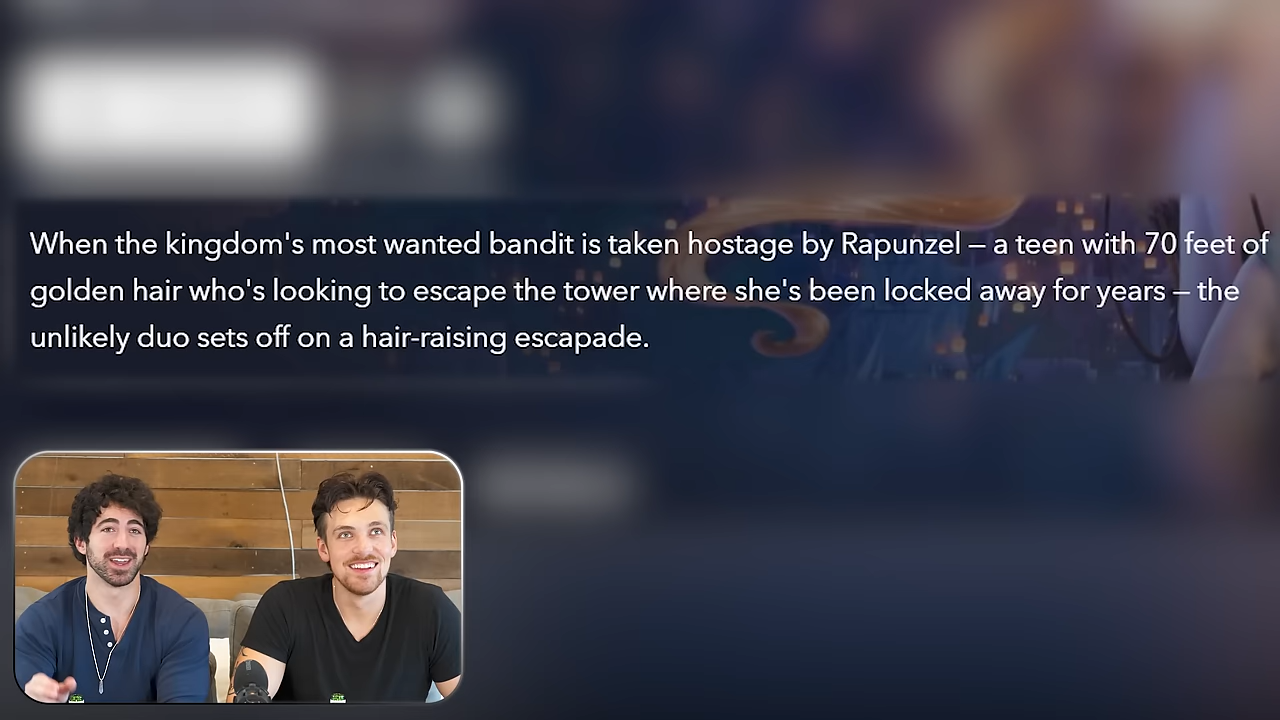 When the kingdom's most wanted bandit is taken hostage by Rapunzel – a teen with 70 feet of
golden hair who's looking to escape the tower where she's been locked away for years – the
unlikely duo sets off on a hair-raising escapade.